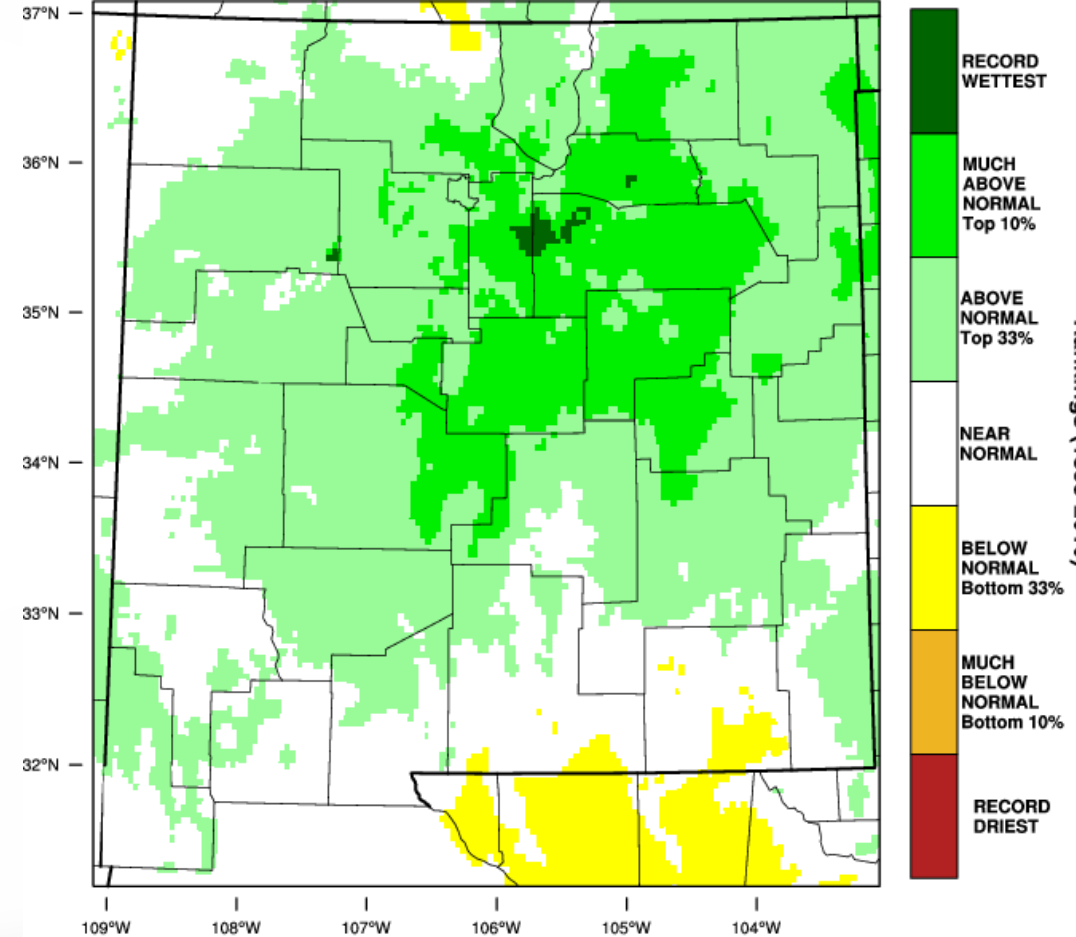 37°N
36°N
35°N
34°N
33°N
32°N
109°W
108°W
107°W
106°W
105°W
104°W
RECORD
WETTEST
MUCH
ABOVE
NORMAL
Top 10%
ABOVE
NORMAL
Top 33%
NEAR
NORMAL
BELOW
NORMAL
Bottom 33%
MUCH
BELOW
NORMAL
Bottom 10%
RECORD
DRIEST